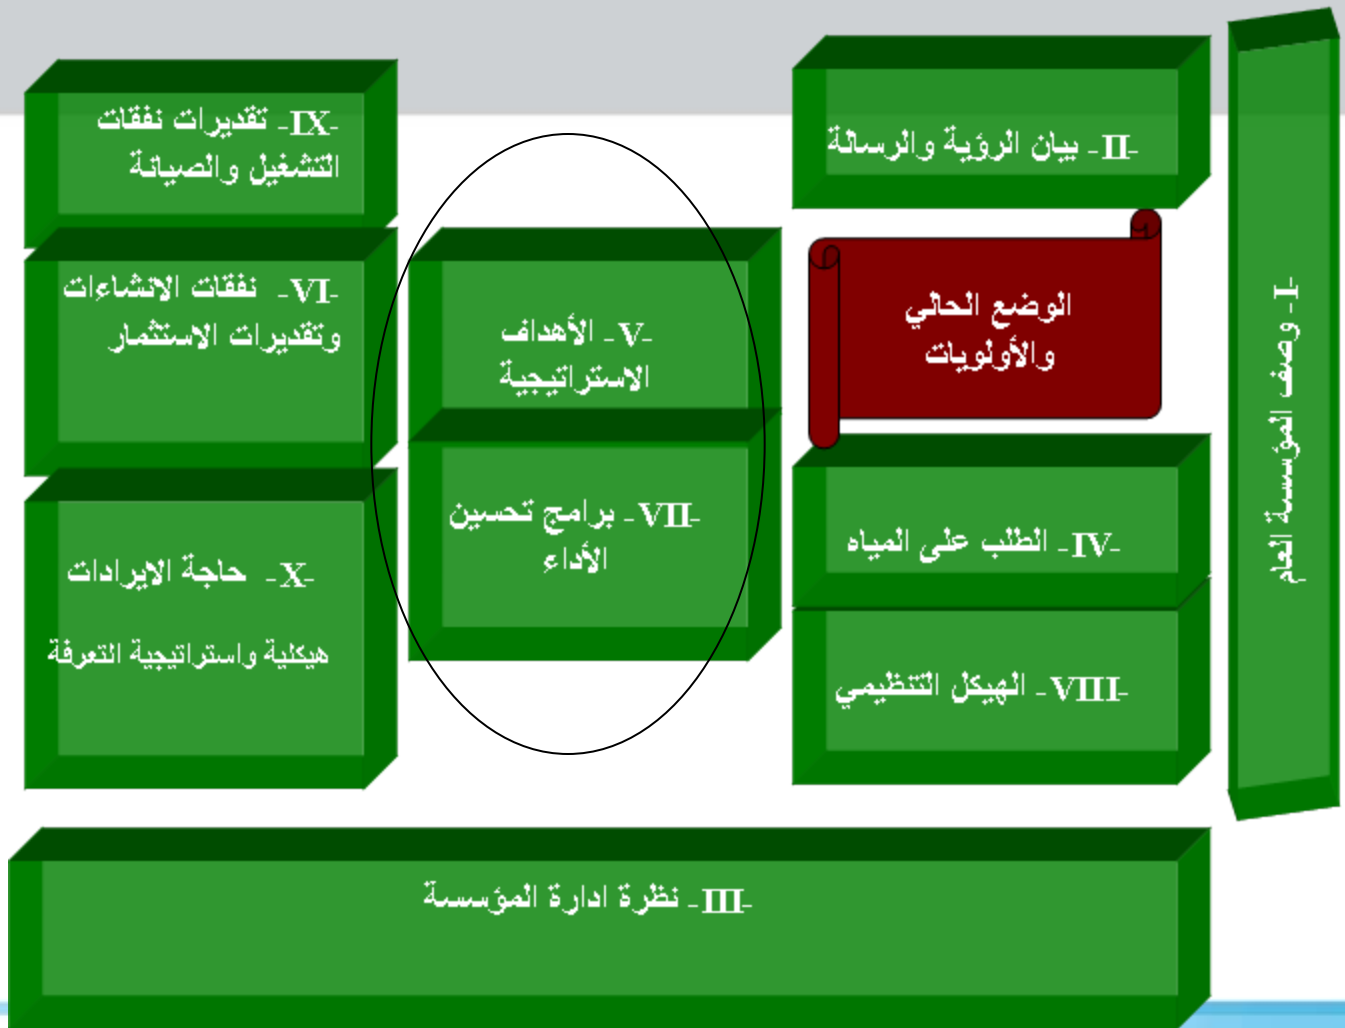 -I- وصف المؤسسة العام
-II- بيان الرؤية والرسالة
الوضع الحالي
والأولويات
-IV- الطلب على المياه
-VIII- الهيكل التنظيمي
-V- الأهداف
الاستراتيجية
-VII- برامج تحسين
الأداء
-IX- تقديرات نفقات
التشغيل والصيانة
-VI- نفقات الانشاءات
وتقديرات الاستثمار
-X- حاجة الايرادات
هيكلية واستراتيجية التعرفة
-III- نظرة ادارة المؤسسة